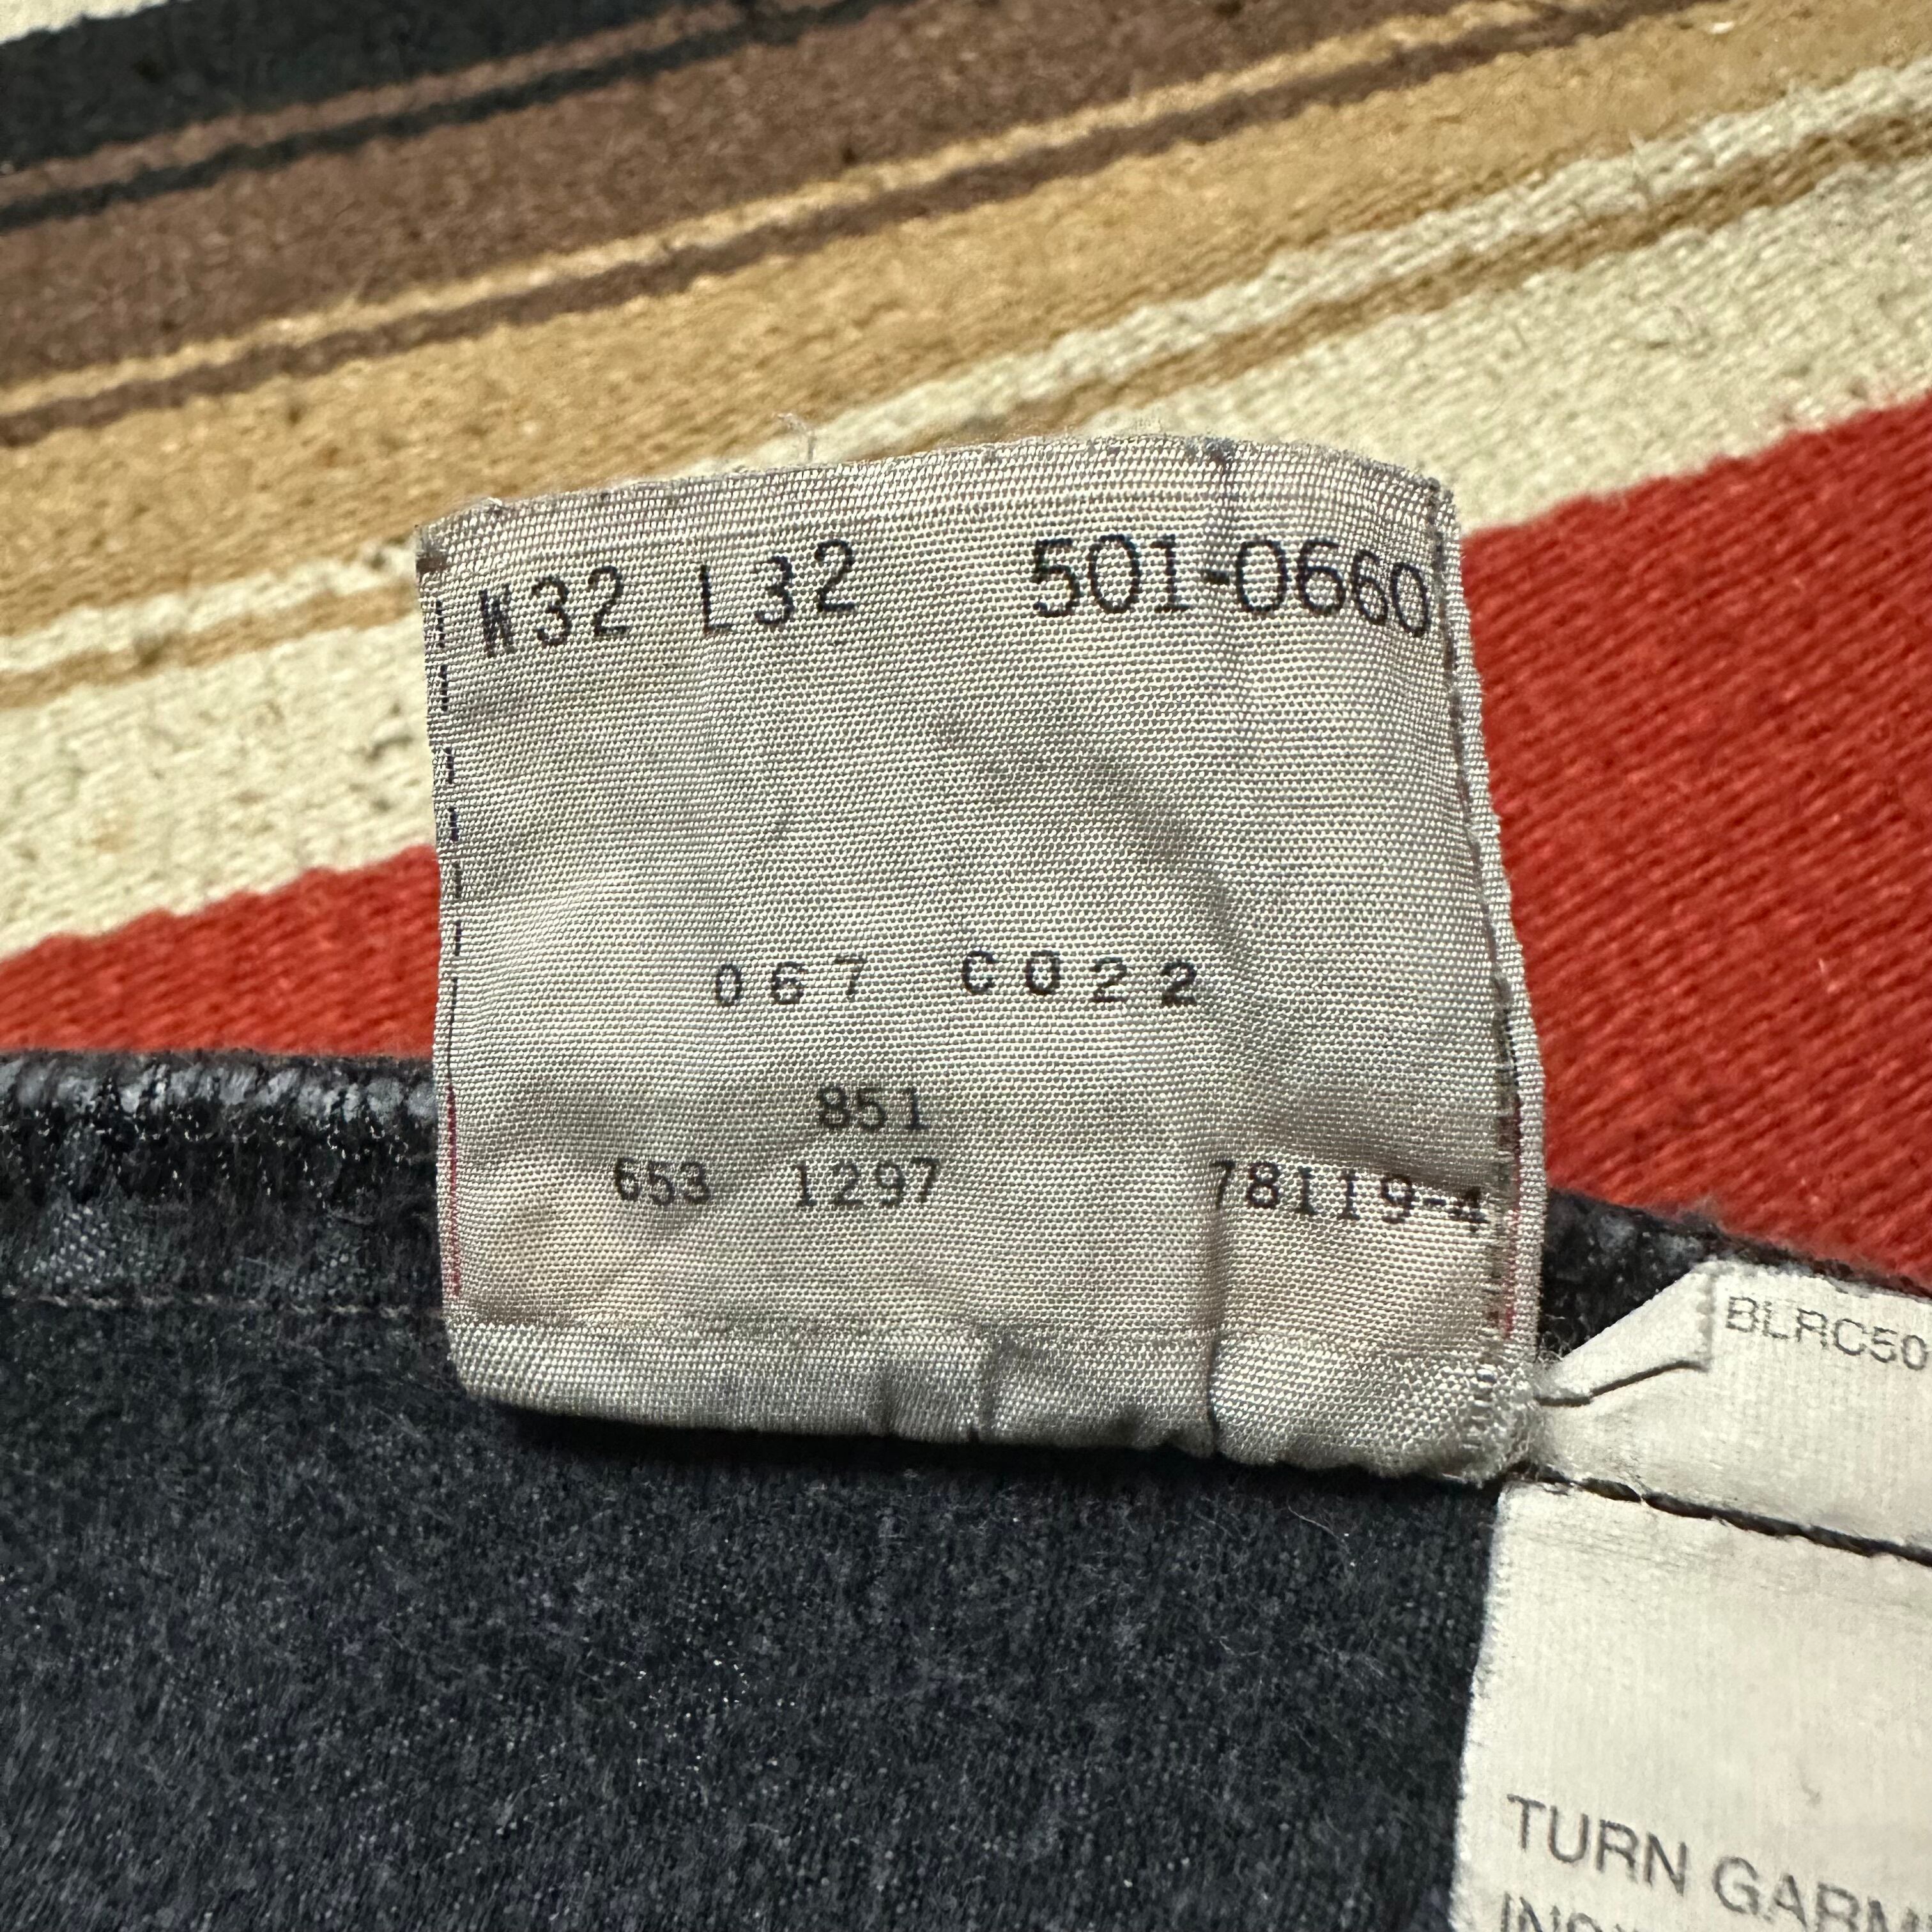 W32 L32 501-0660
067 C022
851
653 1297 78119-4
BLRC50
TURN GARM